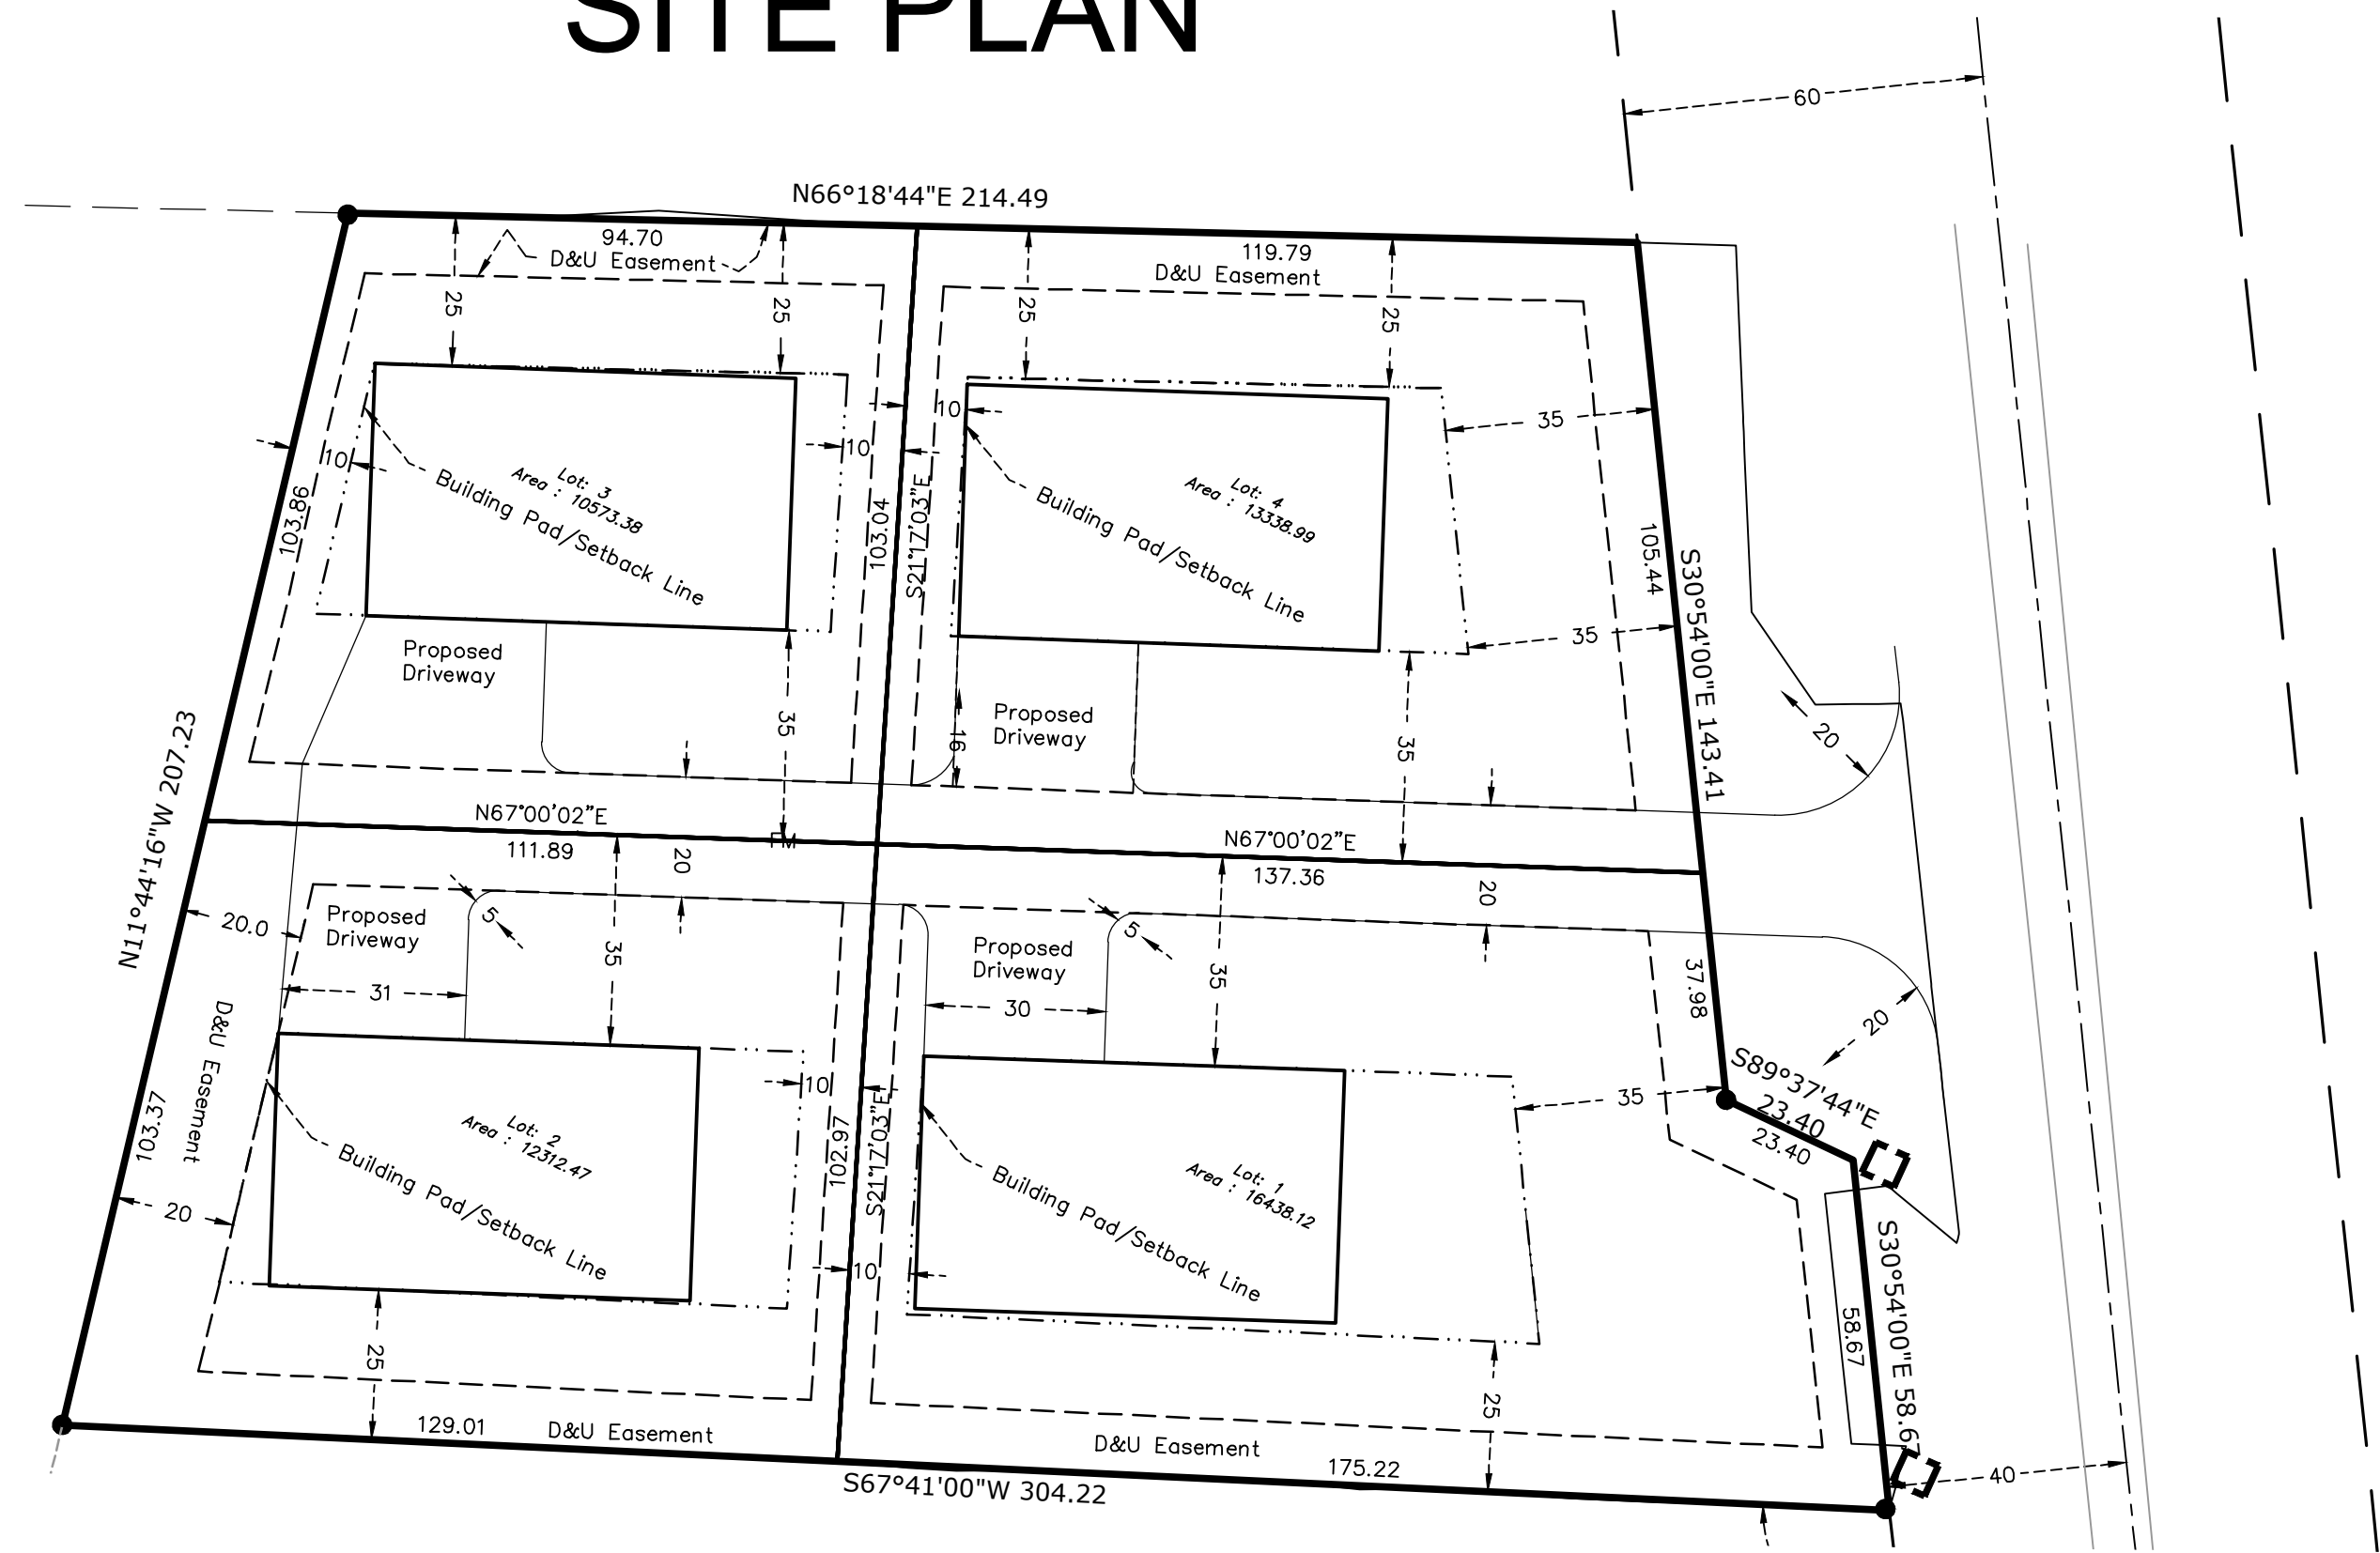 SITE PLAN
60
N66°18'44"E 214.49
94.70
D&U Easement
119.79
D&U Easement
25
25
25
25
10
10
10
35
Lot: 3
Area : 10573.38
Building Pad/Setback Line
Lot: 4
Area : 13338.99
Building Pad/Setback Line
103.86
103.04
S21°17'03"E
105.44
S30°54'00"E 143.41
35
Proposed
Driveway
35
Proposed
Driveway
16
35
20
N11°44'16"W 207.23
N67°00'02"E
111.89
FM
20
N67°00'02"E
137.36
20
20.0
Proposed
Driveway
5
35
Proposed
Driveway
5
35
37.98
31
30
20
D&U Easement
10
35
S89°37'44"E
23.40
23.40
103.37
Lot: 2
Area : 12312.47
Building Pad/Setback Line
102.97
S21°17'03"E
Lot: 1
Area : 16438.12
Building Pad/Setback Line
20
10
58.67
S30°54'00"E 58.67
25
25
129.01
D&U Easement
D&U Easement
175.22
S67°41'00"W 304.22
40